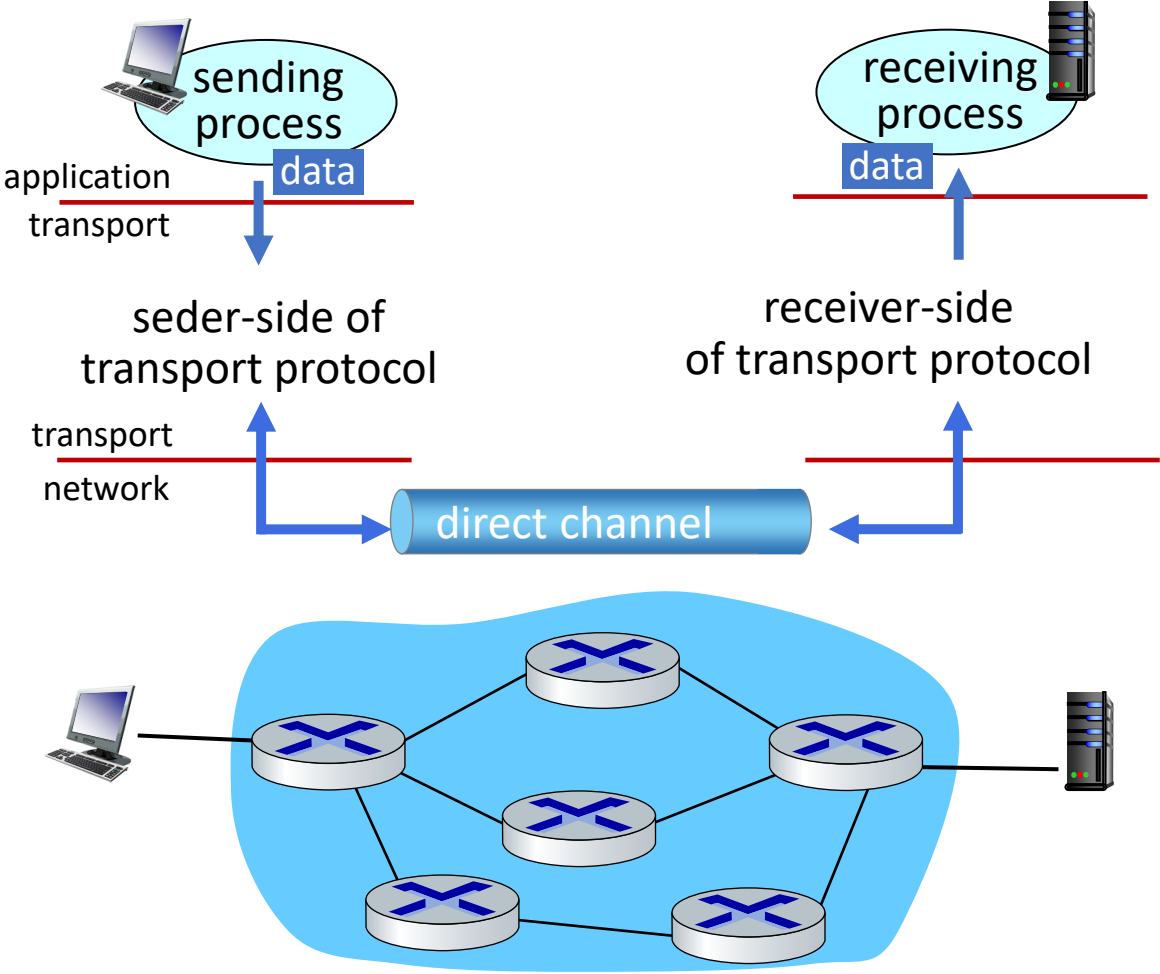 sending
process
data
application
transport
seder-side of
transport protocol
transport
network
receiving
process
data
receiver-side
of transport protocol
direct channel